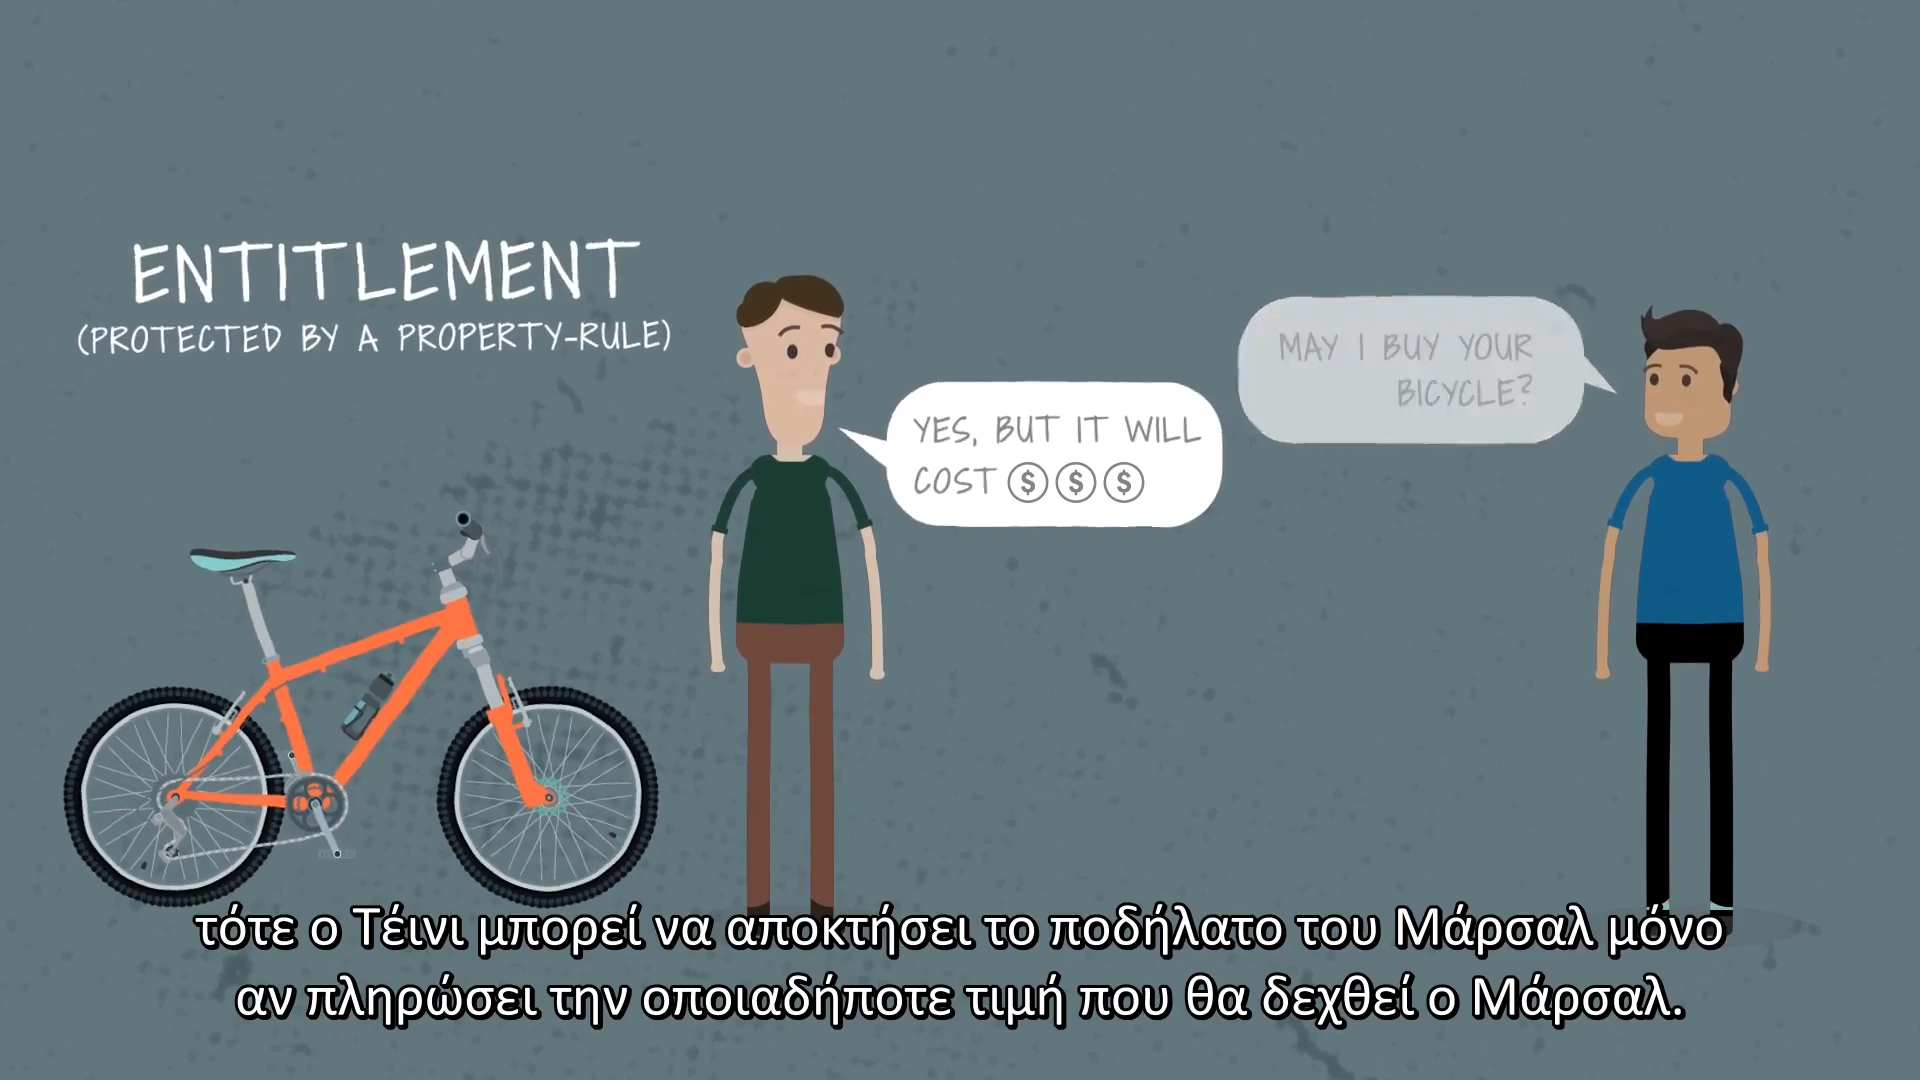 ENTITLEMENT
(PROTECTED BY A PROPERTY-RULE)
MAY I BUY YOUR
BICYCLE?
YES, BUT IT WILL
COST $ $ $
τότε ο Τέινι μπορεί να αποκτήσει το ποδήλατο του Μάρσαλ μόνο
αν πληρώσει την οποιαδήποτε τιμή που θα δεχθεί ο Μάρσαλ.